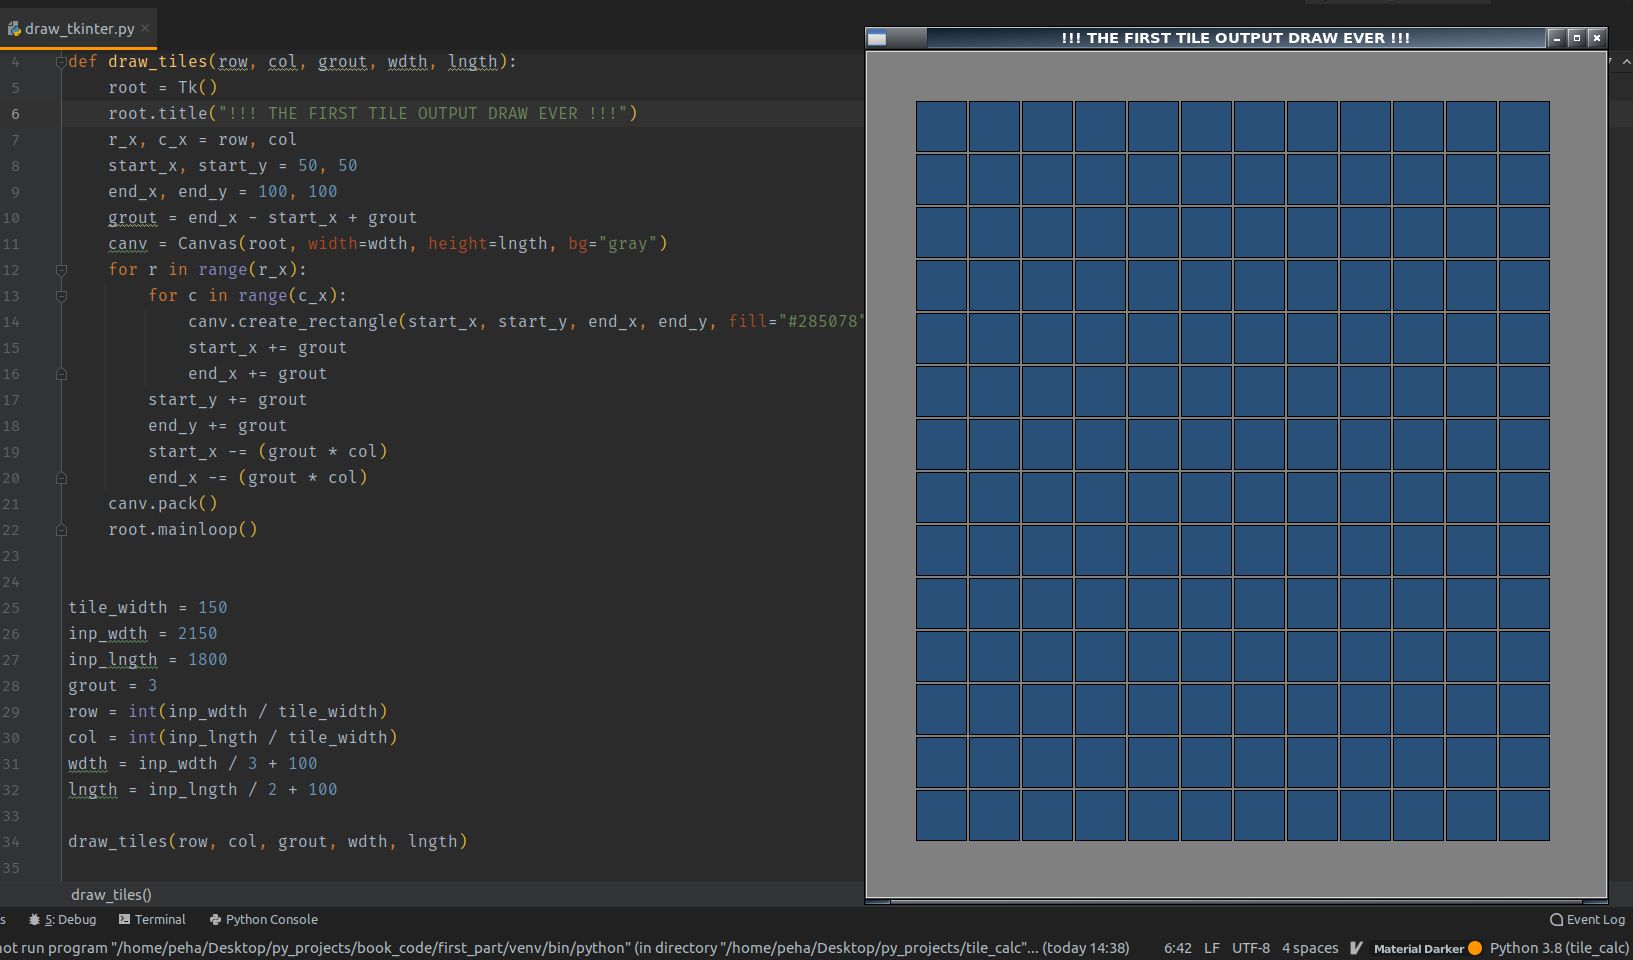 draw_tkinter.py ×
!!! THE FIRST TILE OUTPUT DRAW EVER !!!
4 def draw_tiles(row, col, grout, wdth, lngth):
5 root = Tk()
6 root.title("!!! THE FIRST TILE OUTPUT DRAW EVER !!!")
7 r_x, c_x = row, col
8 start_x, start_y = 50, 50
9 end_x, end_y = 100, 100
10 grout = end_x - start_x + grout
11 canv = Canvas(root, width=wdth, height=lngth, bg="gray")
12 for r in range(r_x):
13 for c in range(c_x):
14 canv.create_rectangle(start_x, start_y, end_x, end_y, fill="#285078"
15 start_x += grout
16 end_x += grout
17 start_y += grout
18 end_y += grout
19 start_x -= (grout * col)
20 end_x -= (grout * col)
21 canv.pack()
22 root.mainloop()
23
24
25 tile_width = 150
26 inp_wdth = 2150
27 inp_lngth = 1800
28 grout = 3
29 row = int(inp_wdth / tile_width)
30 col = int(inp_lngth / tile_width)
31 wdth = inp_wdth / 3 + 100
32 lngth = inp_lngth / 2 + 100
33
34 draw_tiles(row, col, grout, wdth, lngth)
35
draw_tiles()
s 5: Debug Terminal Python Console Event Log
not run program "/home/peha/Desktop/py_projects/book_code/first_part/venv/bin/python" (in directory "/home/peha/Desktop/py_projects/tile_calc"... (today 14:38) 6:42 LF UTF-8 4 spaces Material Darker Python 3.8 (tile_calc)